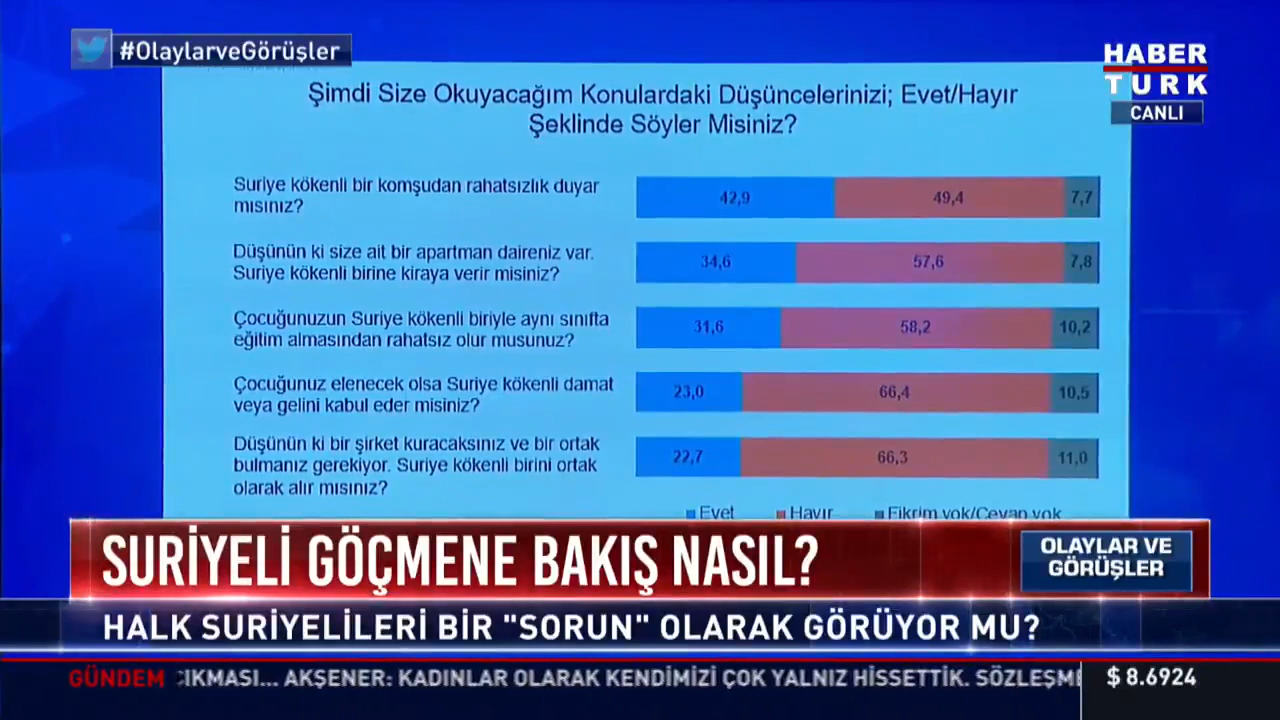 #OlaylarveGörüşler
HABER
TURK
CANLI
Şimdi Size Okuyacağım Konulardaki Düşüncelerinizi; Evet/Hayır
Şeklinde Söyler Misiniz?
Suriye kökenli bir komşudan rahatsızlık duyar
mısınız?
42,9 49,4 7,7
Düşünün ki size ait bir apartman daireniz var.
Suriye kökenli birine kiraya verir misiniz?
34,6 57,6 7,8
Çocuğunuzun Suriye kökenli biriyle aynı sınıfta
eğitim almasından rahatsız olur musunuz?
31,6 58,2 10,2
Çocuğunuz elenecek olsa Suriye kökenli damat
veya gelini kabul eder misiniz?
23,0 66,4 10,5
Düşünün ki bir şirket kuracaksınız ve bir ortak
bulmanız gerekiyor. Suriye kökenli birini ortak
olarak alır mısınız?
22,7 66,3 11,0
Evet Hayır Fikrim yok/Cevap yok
SURİYELİ GÖÇMENE BAKIŞ NASIL?
OLAYLAR VE
GÖRÜŞLER
HALK SURİYELİLERİ BİR "SORUN" OLARAK GÖRÜYOR MU?
GÜNDEM IKMASI... AKŞENER: KADINLAR OLARAK KENDİMİZİ ÇOK YALNIZ HİSSETTİK. SÖZLEŞM
$ 8.6924